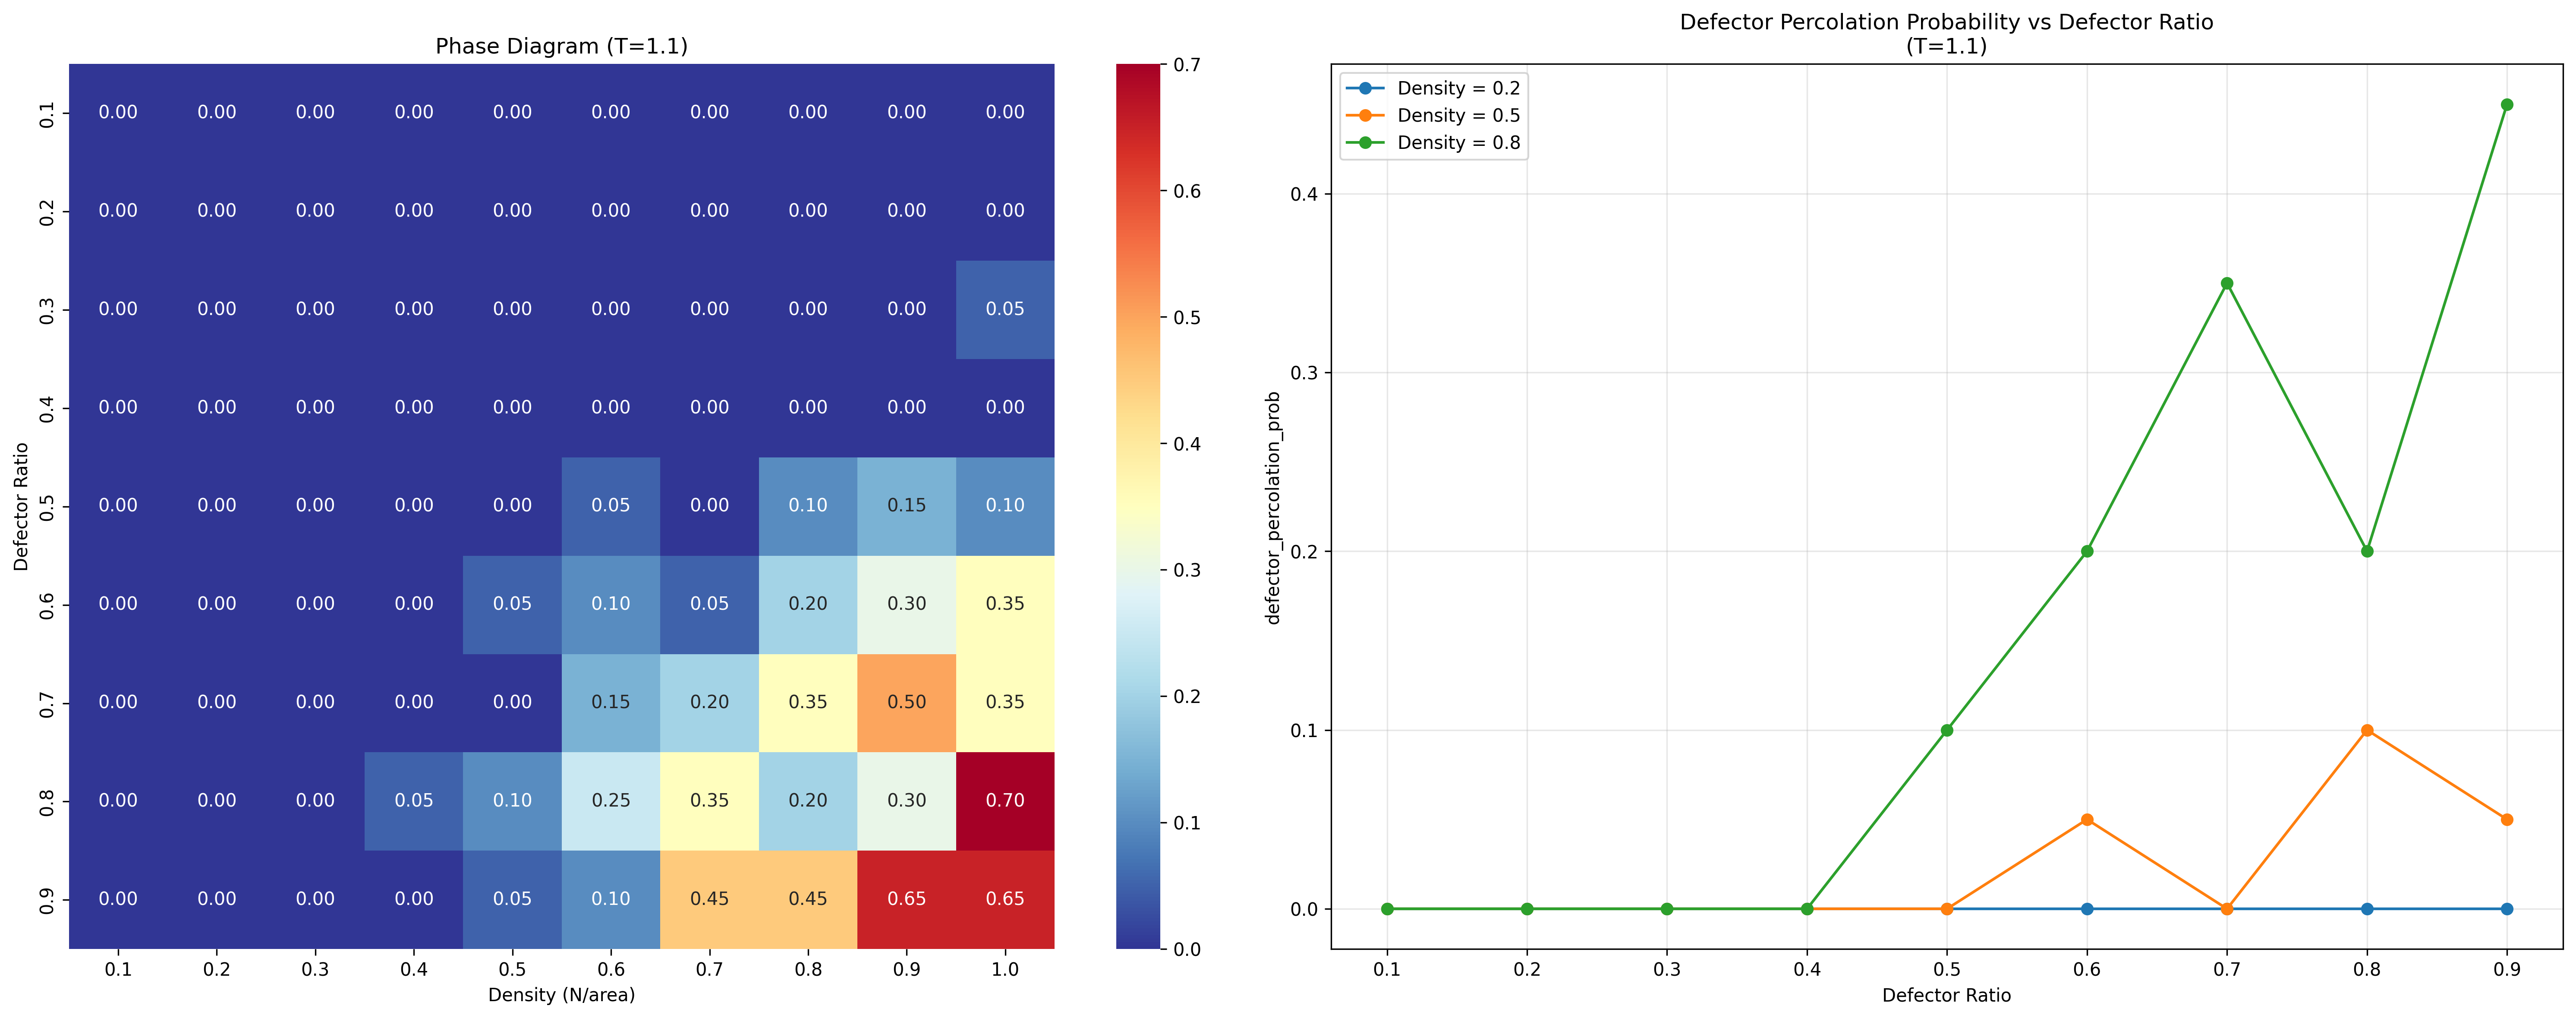 Phase Diagram (T=1.1)
Defector Ratio
0.1 0.00 0.00 0.00 0.00 0.00 0.00 0.00 0.00 0.00 0.00
0.2 0.00 0.00 0.00 0.00 0.00 0.00 0.00 0.00 0.00 0.00
0.3 0.00 0.00 0.00 0.00 0.00 0.00 0.00 0.00 0.00 0.05
0.4 0.00 0.00 0.00 0.00 0.00 0.00 0.00 0.00 0.00 0.00
0.5 0.00 0.00 0.00 0.00 0.00 0.05 0.00 0.10 0.15 0.10
0.6 0.00 0.00 0.00 0.00 0.05 0.10 0.05 0.20 0.30 0.35
0.7 0.00 0.00 0.00 0.00 0.00 0.15 0.20 0.35 0.50 0.35
0.8 0.00 0.00 0.00 0.05 0.10 0.25 0.35 0.20 0.30 0.70
0.9 0.00 0.00 0.00 0.00 0.05 0.10 0.45 0.45 0.65 0.65
0.1 0.2 0.3 0.4 0.5 0.6 0.7 0.8 0.9 1.0
Density (N/area)
0.7
0.6
0.5
0.4
0.3
0.2
0.1
0.0
Defector Percolation Probability vs Defector Ratio
(T=1.1)
Density = 0.2
Density = 0.5
Density = 0.8
defector_percolation_prob
0.4
0.3
0.2
0.1
0.0
0.1 0.2 0.3 0.4 0.5 0.6 0.7 0.8 0.9
Defector Ratio